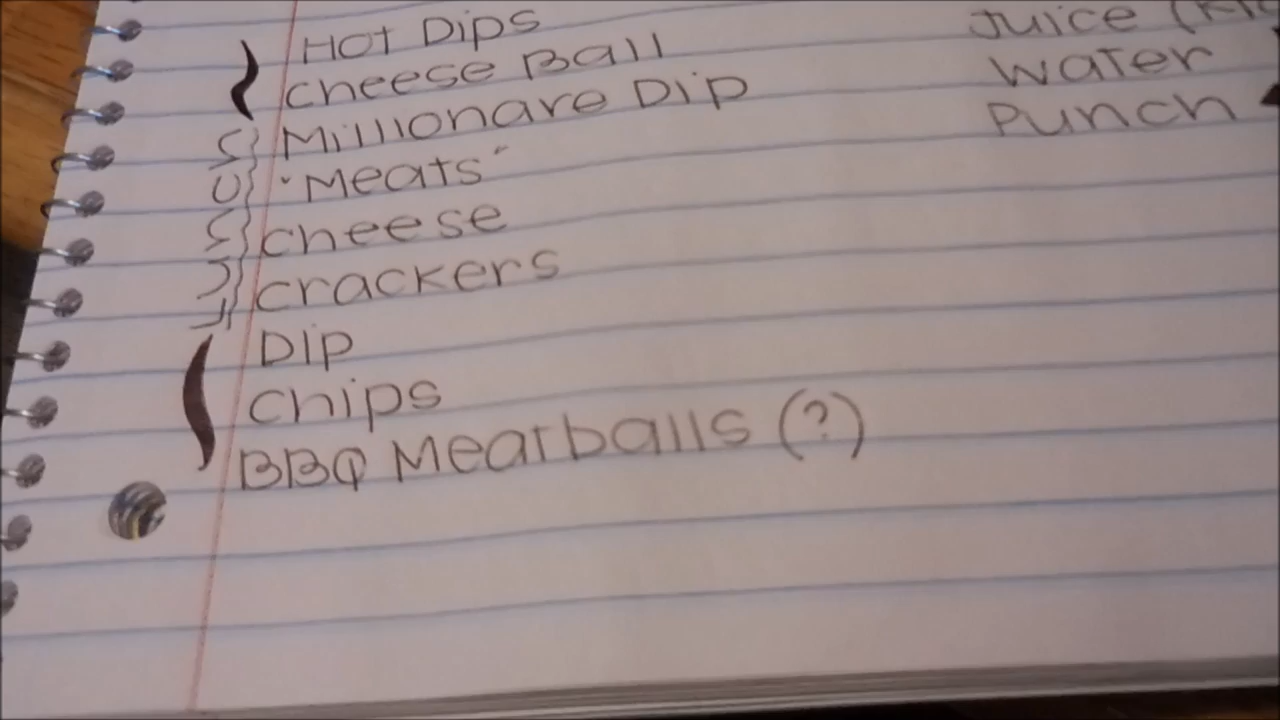 Hot Dips
Cheese Ball
Millionare Dip
"Meats"
Cheese
Crackers
Dip
Chips
BBQ Meatballs (?)
Juice
Water
Punch